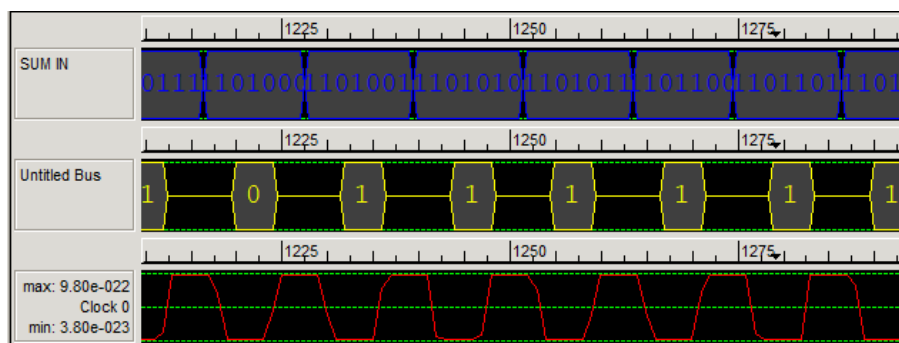 1225 1250 1275
SUM IN
0111 1101000 1101001 1101010 1101011 1101100 1101101 1101
1225 1250 1275
Untitled Bus
1 0 1 1 1 1 1 1
1225 1250 1275
max: 9.80e-022
Clock 0
min: 3.80e-023